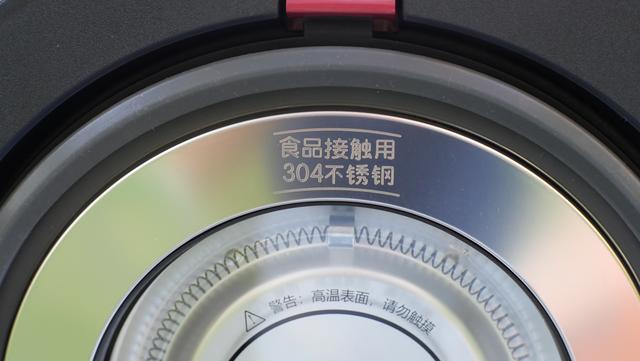 食品接触用
304不锈钢
警告：高温表面，请勿触摸